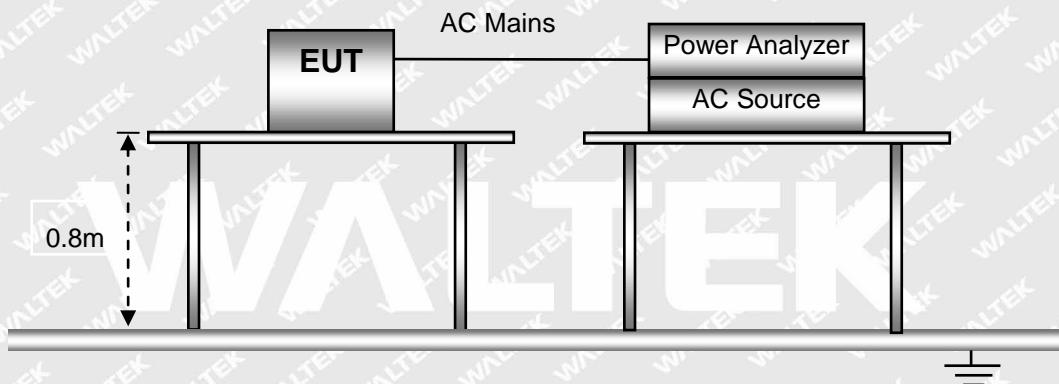 AC Mains
EUT
Power Analyzer
AC Source
0.8m
WALTEK